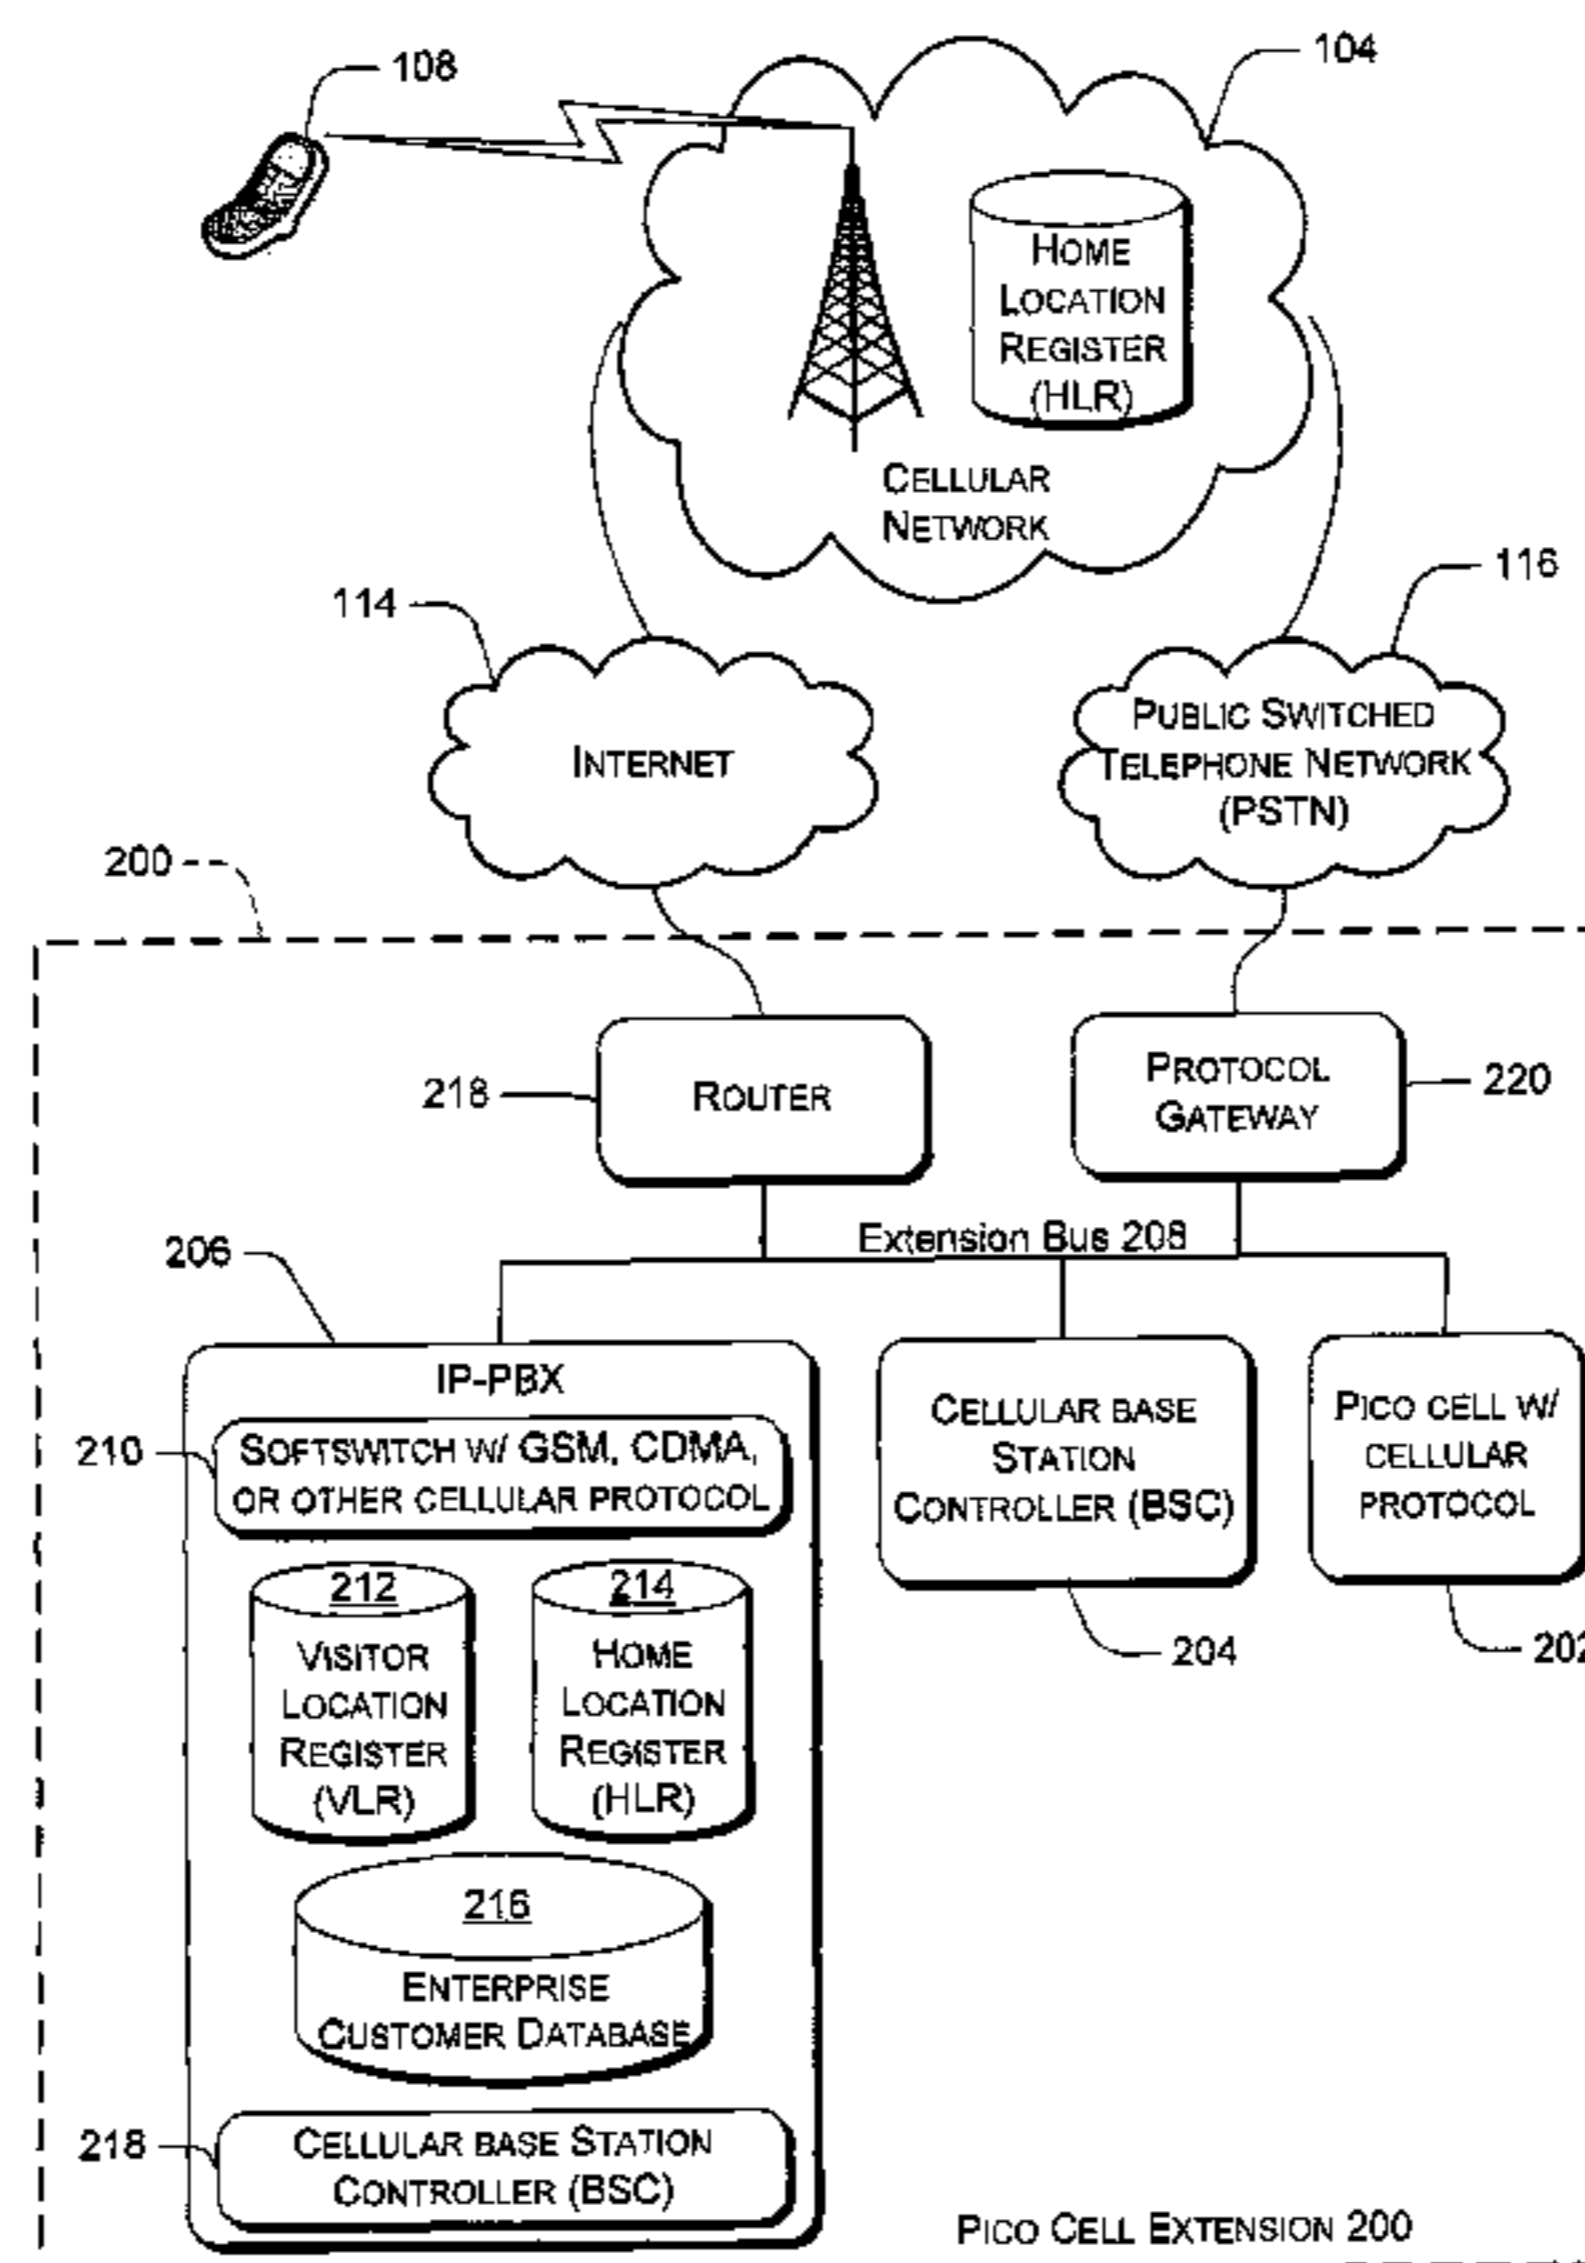 108
104
HOME
LOCATION
REGISTER
(HLR)
CELLULAR
NETWORK
114
116
INTERNET
PUBLIC SWITCHED
TELEPHONE NETWORK
(PSTN)
200
218
ROUTER
PROTOCOL
GATEWAY
220
Extension Bus 208
206
IP-PBX
210
SOFTSWITCH W/ GSM, CDMA,
OR OTHER CELLULAR PROTOCOL
CELLULAR BASE
STATION
CONTROLLER (BSC)
PICO CELL W/
CELLULAR
PROTOCOL
204
202
212
VISITOR
LOCATION
REGISTER
(VLR)
214
HOME
LOCATION
REGISTER
(HLR)
216
ENTERPRISE
CUSTOMER DATABASE
218
CELLULAR BASE STATION
CONTROLLER (BSC)
PICO CELL EXTENSION 200